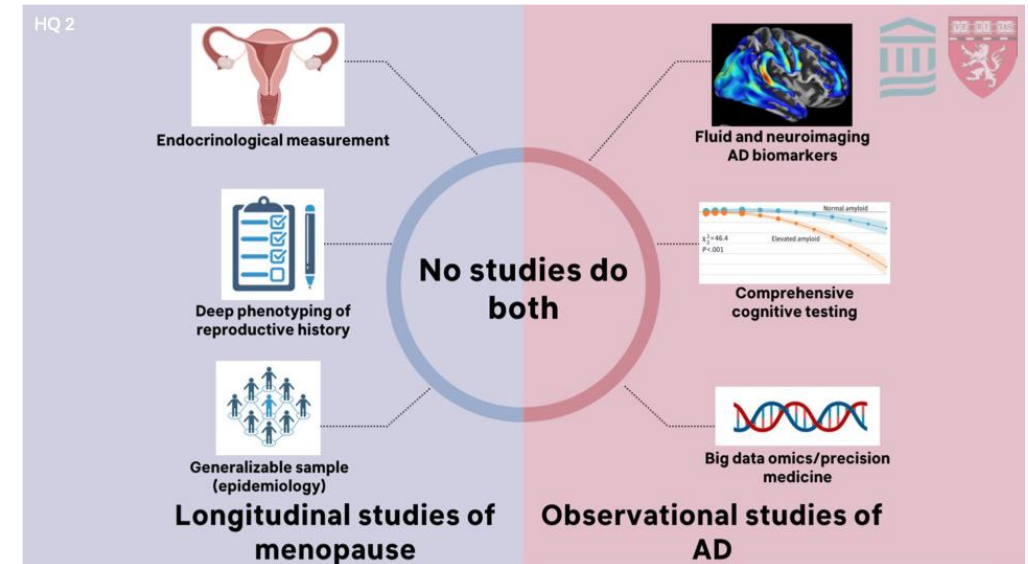 HQ 2
Endocrinological measurement
Deep phenotyping of
reproductive history
Generalizable sample
(epidemiology)
Longitudinal studies of
menopause
No studies do
both
Fluid and neuroimaging
AD biomarkers
Normal amyloid
Elevated amyloid
P<.001
Comprehensive
cognitive testing
Big data omics/precision
medicine
Observational studies of
AD